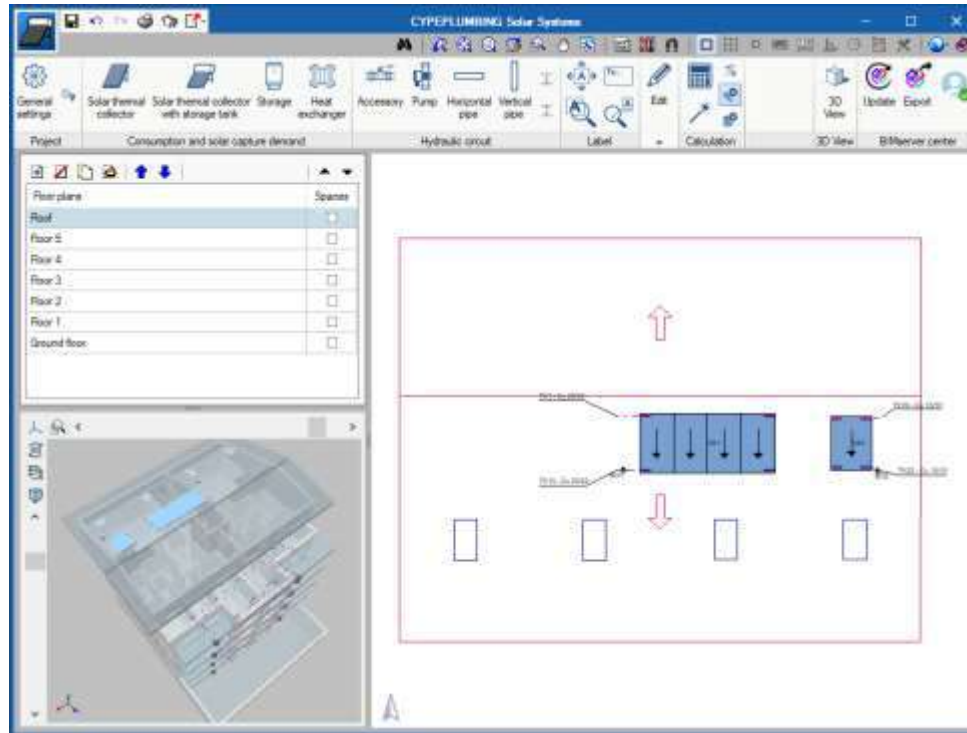 CYPEPLUMBING Solar Systems
General settings
Solar thermal collector
Solar thermal collector with storage tank
Storage
Heat exchanger
Accessory
Pump
Horizontal pipe
Vertical pipe
Edit
3D View
Update
Export
Project
Consumption and solar capture demand
Hydraulic circuit
Label
Calculation
3D View
BIMserver.center
Floor plans
Spaces
Roof
Floor 5
Floor 4
Floor 3
Floor 2
Floor 1
Ground floor